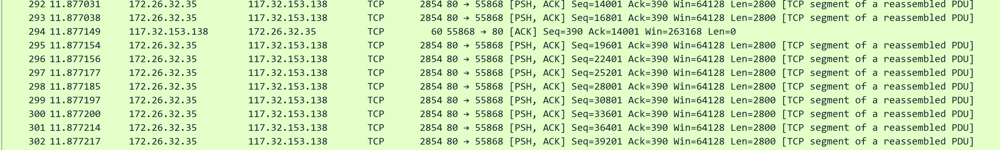 292 11.877031 172.26.32.35 117.32.153.138 TCP 2854 80 → 55868 [PSH, ACK] Seq=14001 Ack=390 Win=64128 Len=2800 [TCP segment of a reassembled PDU]
293 11.877038 172.26.32.35 117.32.153.138 TCP 2854 80 → 55868 [PSH, ACK] Seq=16801 Ack=390 Win=64128 Len=2800 [TCP segment of a reassembled PDU]
294 11.877149 117.32.153.138 172.26.32.35 TCP 60 55868 → 80 [ACK] Seq=390 Ack=14001 Win=263168 Len=0
295 11.877154 172.26.32.35 117.32.153.138 TCP 2854 80 → 55868 [PSH, ACK] Seq=19601 Ack=390 Win=64128 Len=2800 [TCP segment of a reassembled PDU]
296 11.877156 172.26.32.35 117.32.153.138 TCP 2854 80 → 55868 [PSH, ACK] Seq=22401 Ack=390 Win=64128 Len=2800 [TCP segment of a reassembled PDU]
297 11.877177 172.26.32.35 117.32.153.138 TCP 2854 80 → 55868 [PSH, ACK] Seq=25201 Ack=390 Win=64128 Len=2800 [TCP segment of a reassembled PDU]
298 11.877185 172.26.32.35 117.32.153.138 TCP 2854 80 → 55868 [PSH, ACK] Seq=28001 Ack=390 Win=64128 Len=2800 [TCP segment of a reassembled PDU]
299 11.877197 172.26.32.35 117.32.153.138 TCP 2854 80 → 55868 [PSH, ACK] Seq=30801 Ack=390 Win=64128 Len=2800 [TCP segment of a reassembled PDU]
300 11.877200 172.26.32.35 117.32.153.138 TCP 2854 80 → 55868 [PSH, ACK] Seq=33601 Ack=390 Win=64128 Len=2800 [TCP segment of a reassembled PDU]
301 11.877214 172.26.32.35 117.32.153.138 TCP 2854 80 → 55868 [PSH, ACK] Seq=36401 Ack=390 Win=64128 Len=2800 [TCP segment of a reassembled PDU]
302 11.877217 172.26.32.35 117.32.153.138 TCP 2854 80 → 55868 [PSH, ACK] Seq=39201 Ack=390 Win=64128 Len=2800 [TCP segment of a reassembled PDU]